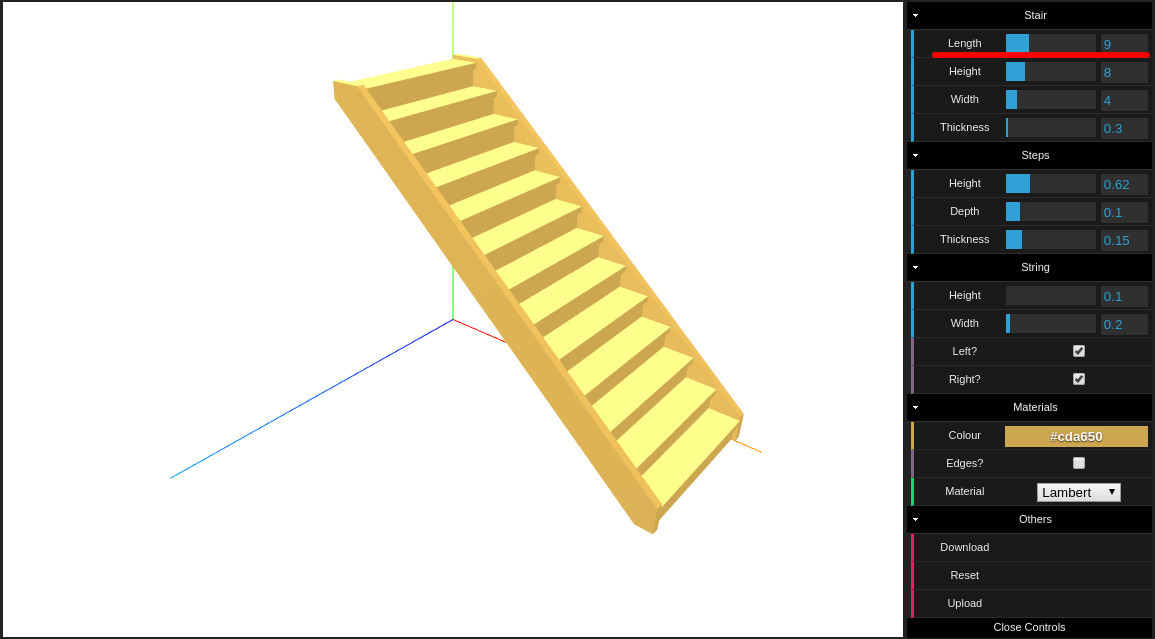 Stair
Length 9
Height 8
Width 4
Thickness 0.3
Steps
Height 0.62
Depth 0.1
Thickness 0.15
String
Height 0.1
Width 0.2
Left?
Right?
Materials
Colour #cda650
Edges?
Material Lambert
Others
Download
Reset
Upload
Close Controls